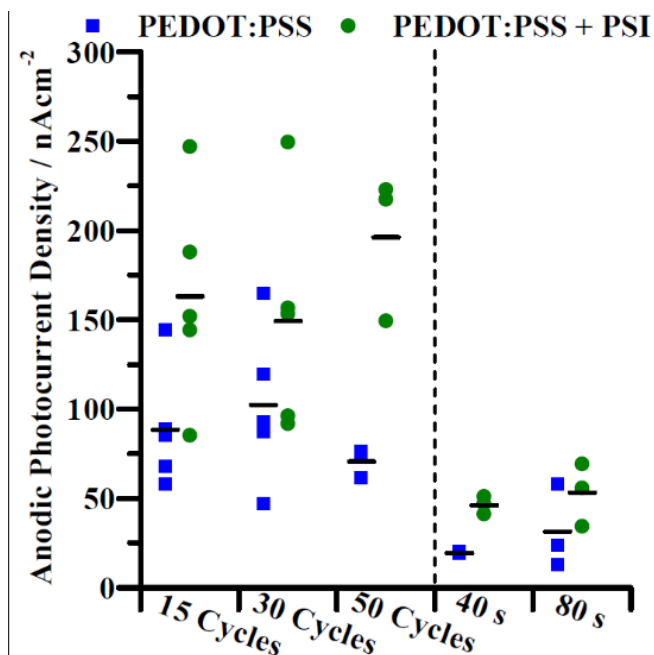 PEDOT:PSS PEDOT:PSS + PSI
Anodic Photocurrent Density / nAcm-2
300
250
200
150
100
50
0
15 Cycles 30 Cycles 50 Cycles 40 s 80 s